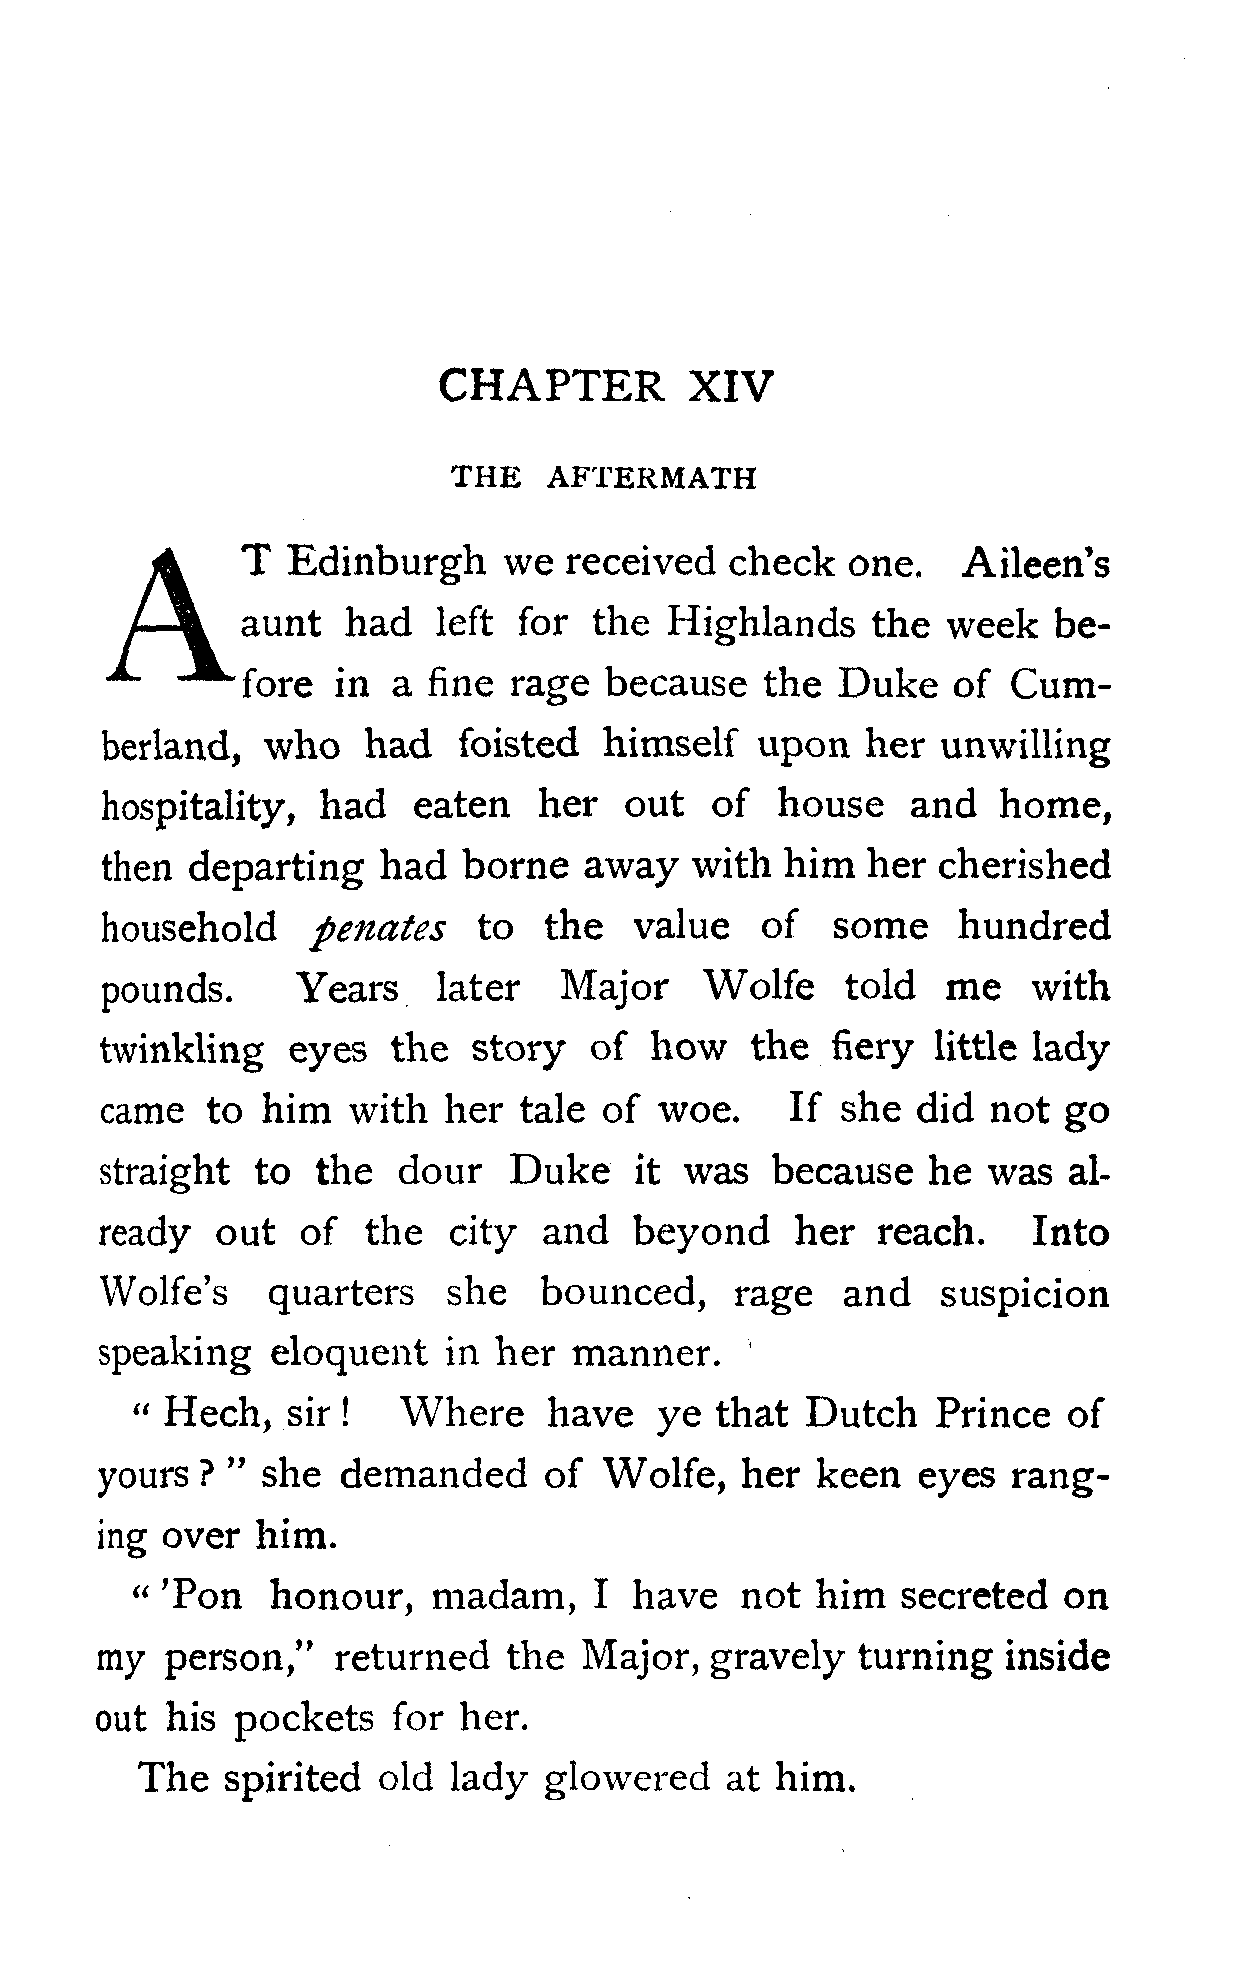 CHAPTER XIV
THE AFTERMATH
AT Edinburgh we received check one. Aileen's
aunt had left for the Highlands the week be-
fore in a fine rage because the Duke of Cum-
berland, who had foisted himself upon her unwilling
hospitality, had eaten her out of house and home,
then departing had borne away with him her cherished
household penates to the value of some hundred
pounds. Years later Major Wolfe told me with
twinkling eyes the story of how the fiery little lady
came to him with her tale of woe. If she did not go
straight to the dour Duke it was because he was al-
ready out of the city and beyond her reach. Into
Wolfe's quarters she bounced, rage and suspicion
speaking eloquent in her manner.
" Hech, sir ! Where have ye that Dutch Prince of
yours ? " she demanded of Wolfe, her keen eyes rang-
ing over him.
" 'Pon honour, madam, I have not him secreted on
my person," returned the Major, gravely turning inside
out his pockets for her.
The spirited old lady glowered at him.